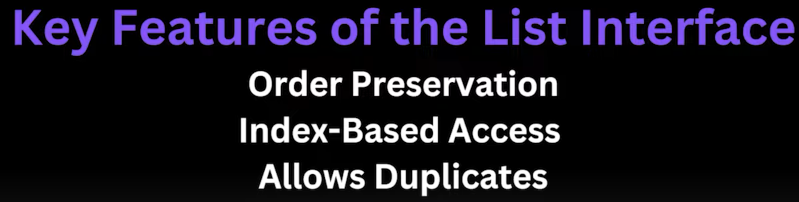 Key Features of the List Interface
Order Preservation
Index-Based Access
Allows Duplicates